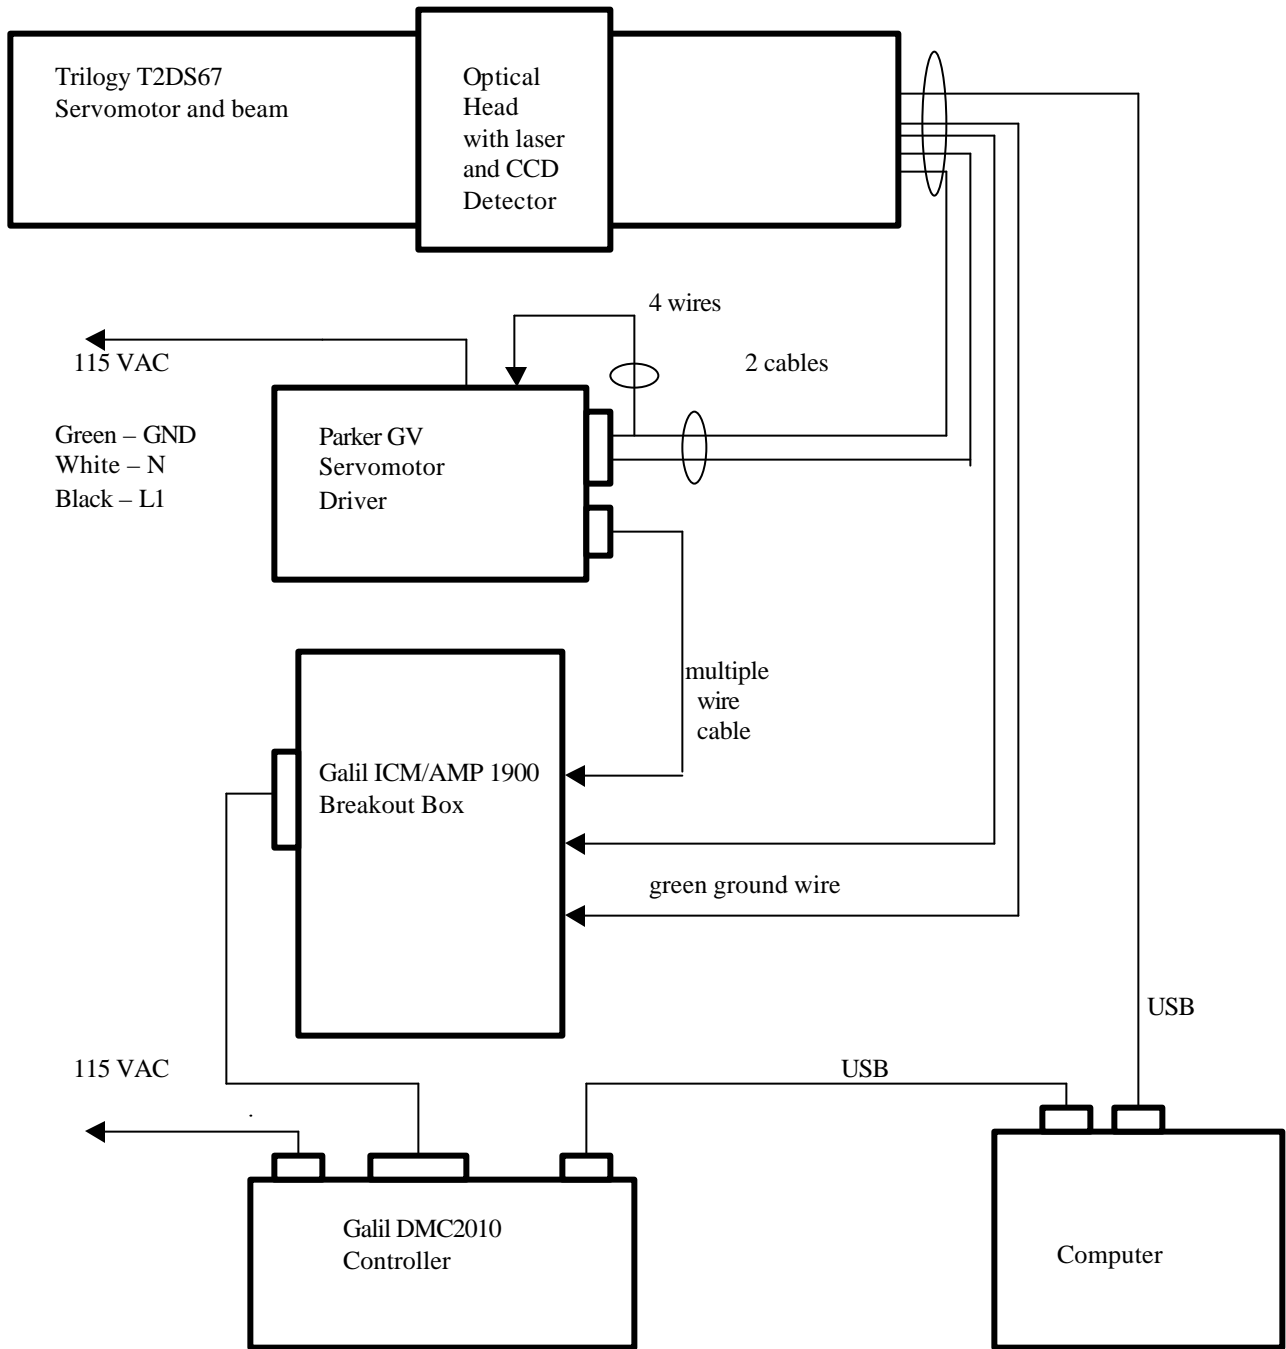 Trilogy T2DS67
Servomotor and beam
Optical
Head
with laser
and CCD
Detector
4 wires
115 VAC
2 cables
Green – GND
White – N
Black – L1
Parker GV
Servomotor
Driver
multiple
wire
cable
Galil ICM/AMP 1900
Breakout Box
green ground wire
USB
115 VAC
USB
Galil DMC2010
Controller
Computer